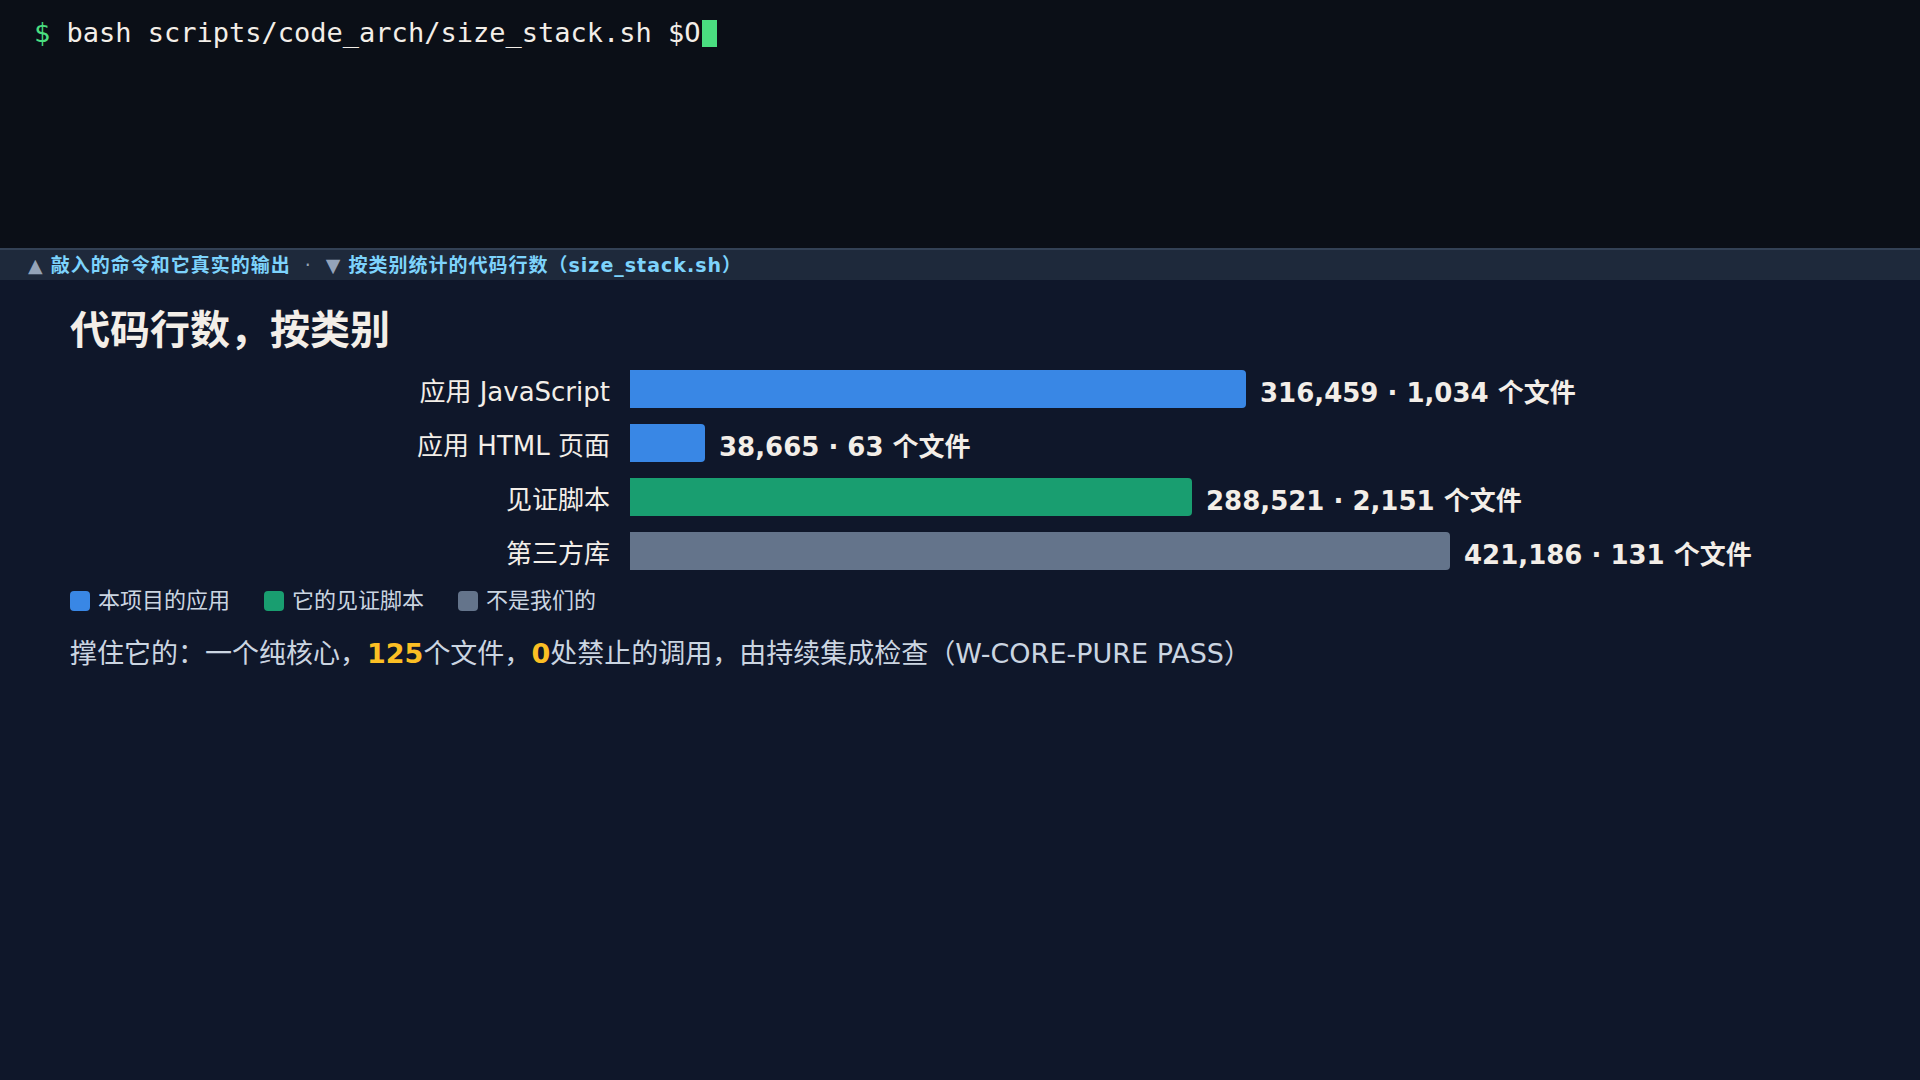 $ bash scripts/code_arch/size_stack.sh $O
▲ 敲入的命令和它真实的输出 · ▼ 按类别统计的代码行数（size_stack.sh）
代码行数，按类别
应用 JavaScript 316,459 · 1,034 个文件
应用 HTML 页面 38,665 · 63 个文件
见证脚本 288,521 · 2,151 个文件
第三方库 421,186 · 131 个文件
本项目的应用 它的见证脚本 不是我们的
撑住它的：一个纯核心，125个文件，0处禁止的调用，由持续集成检查（W-CORE-PURE PASS）